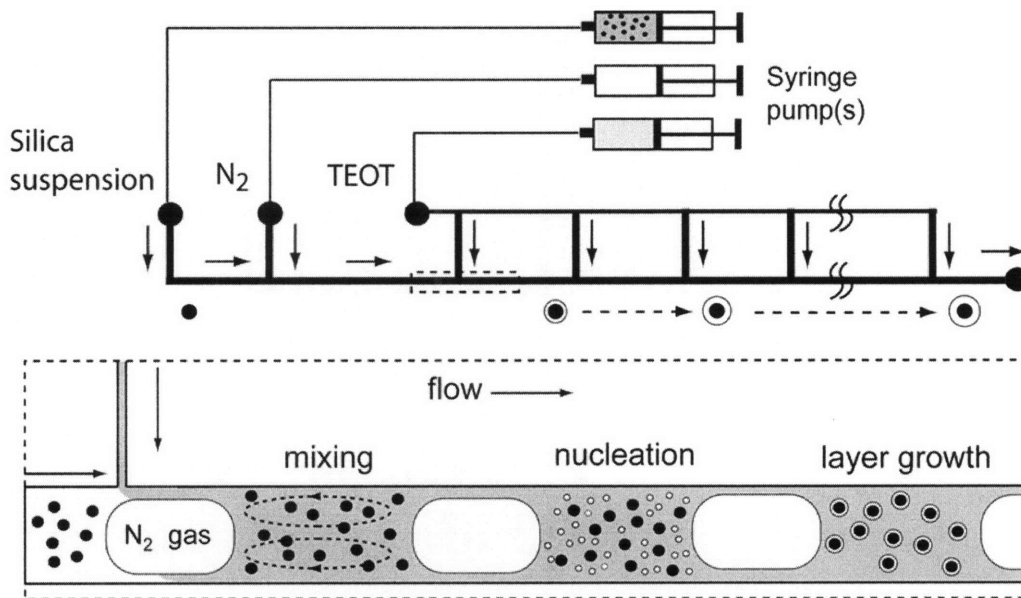 Syringe
pump(s)
Silica
suspension
N2
TEOT
flow
mixing
nucleation
layer growth
N2 gas